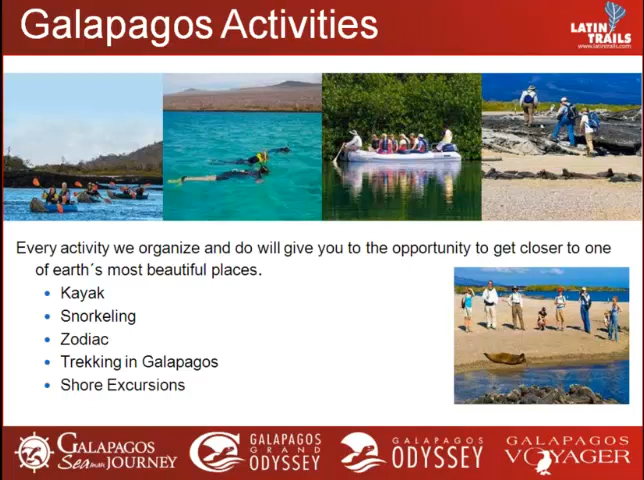 Galapagos Activities
LATIN
TRAILS
www.latintrails.com
Every activity we organize and do will give you to the opportunity to get closer to one
of earth´s most beautiful places.
Kayak
Snorkeling
Zodiac
Trekking in Galapagos
Shore Excursions
GALAPAGOS
Seaman JOURNEY
GALAPAGOS
GRAND
ODYSSEY
GALAPAGOS
ODYSSEY
GALAPAGOS
VOYAGER